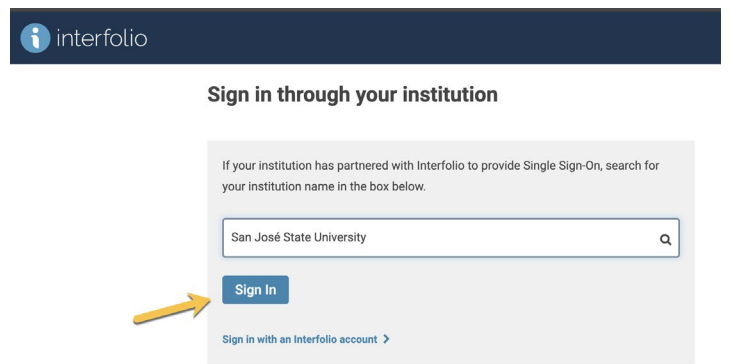 interfolio
Sign in through your institution
If your institution has partnered with Interfolio to provide Single Sign-On, search for
your institution name in the box below.
San José State University
Sign In
Sign in with an Interfolio account